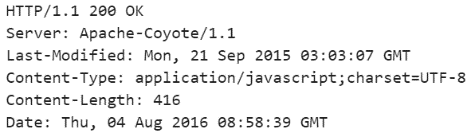 HTTP/1.1 200 OK
Server: Apache-Coyote/1.1
Last-Modified: Mon, 21 Sep 2015 03:03:07 GMT
Content-Type: application/javascript;charset=UTF-8
Content-Length: 416
Date: Thu, 04 Aug 2016 08:58:39 GMT